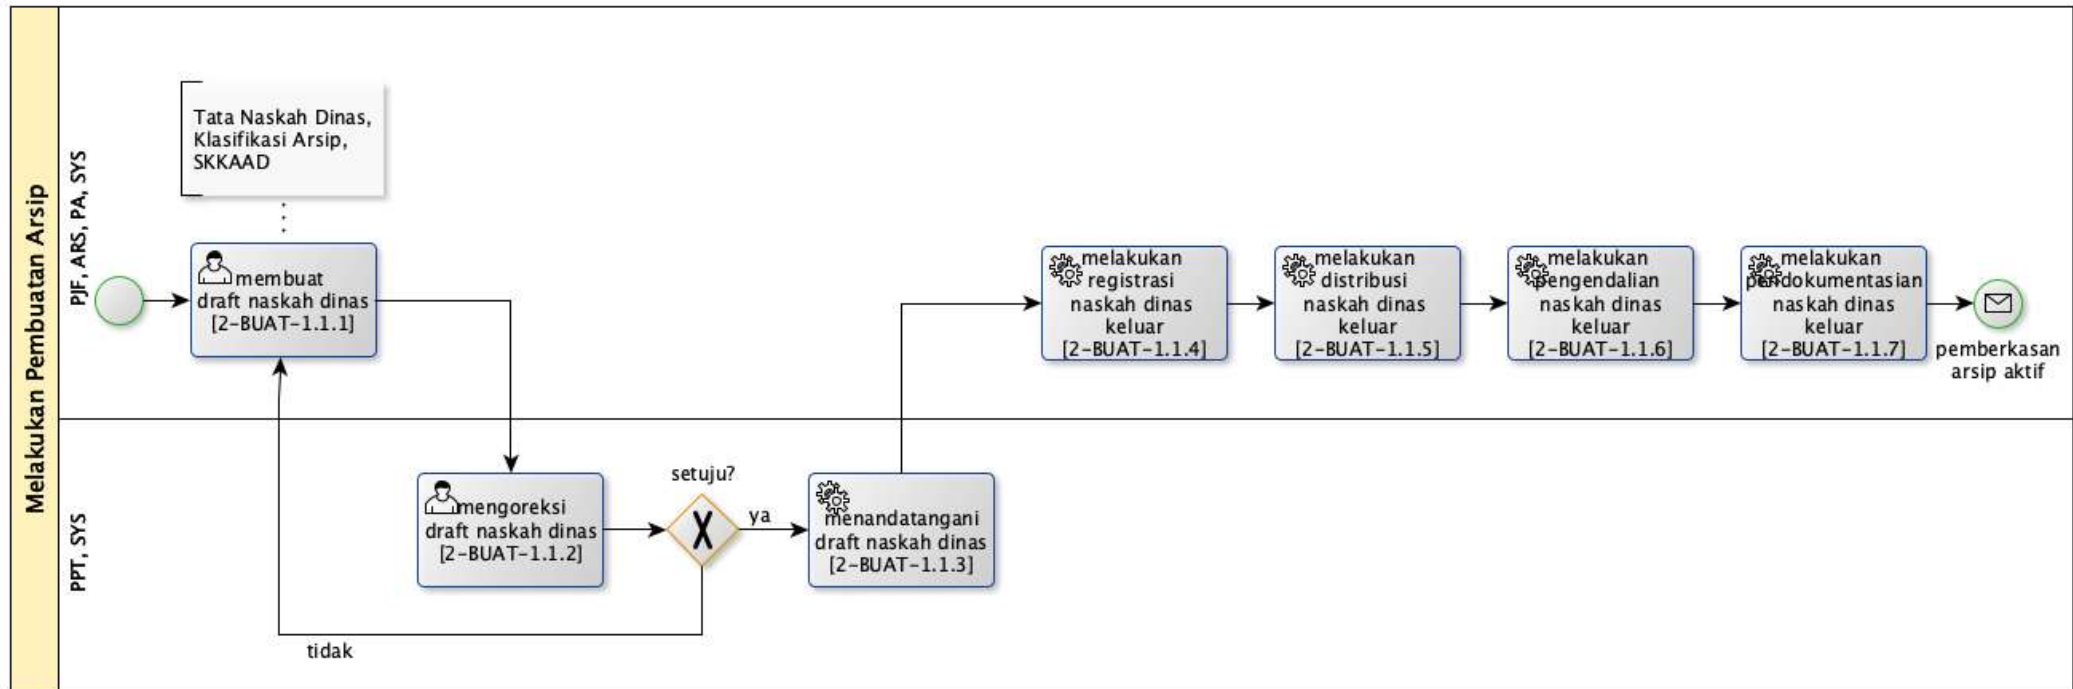 Melakukan Pembuatan Arsip
PJF, ARS, PA, SYS
Tata Naskah Dinas,
Klasifikasi Arsip,
SKKAAD
membuat
draft naskah dinas
[2-BUAT-1.1.1]
melakukan
registrasi
naskah dinas
keluar
[2-BUAT-1.1.4]
melakukan
distribusi
naskah dinas
keluar
[2-BUAT-1.1.5]
melakukan
pengendalian
naskah dinas
keluar
[2-BUAT-1.1.6]
melakukan
pendokumentasian
naskah dinas
keluar
[2-BUAT-1.1.7]
pemberkasan
arsip aktif
PPT, SYS
mengoreksi
draft naskah dinas
[2-BUAT-1.1.2]
setuju?
ya
tidak
menandatangani
draft naskah dinas
[2-BUAT-1.1.3]